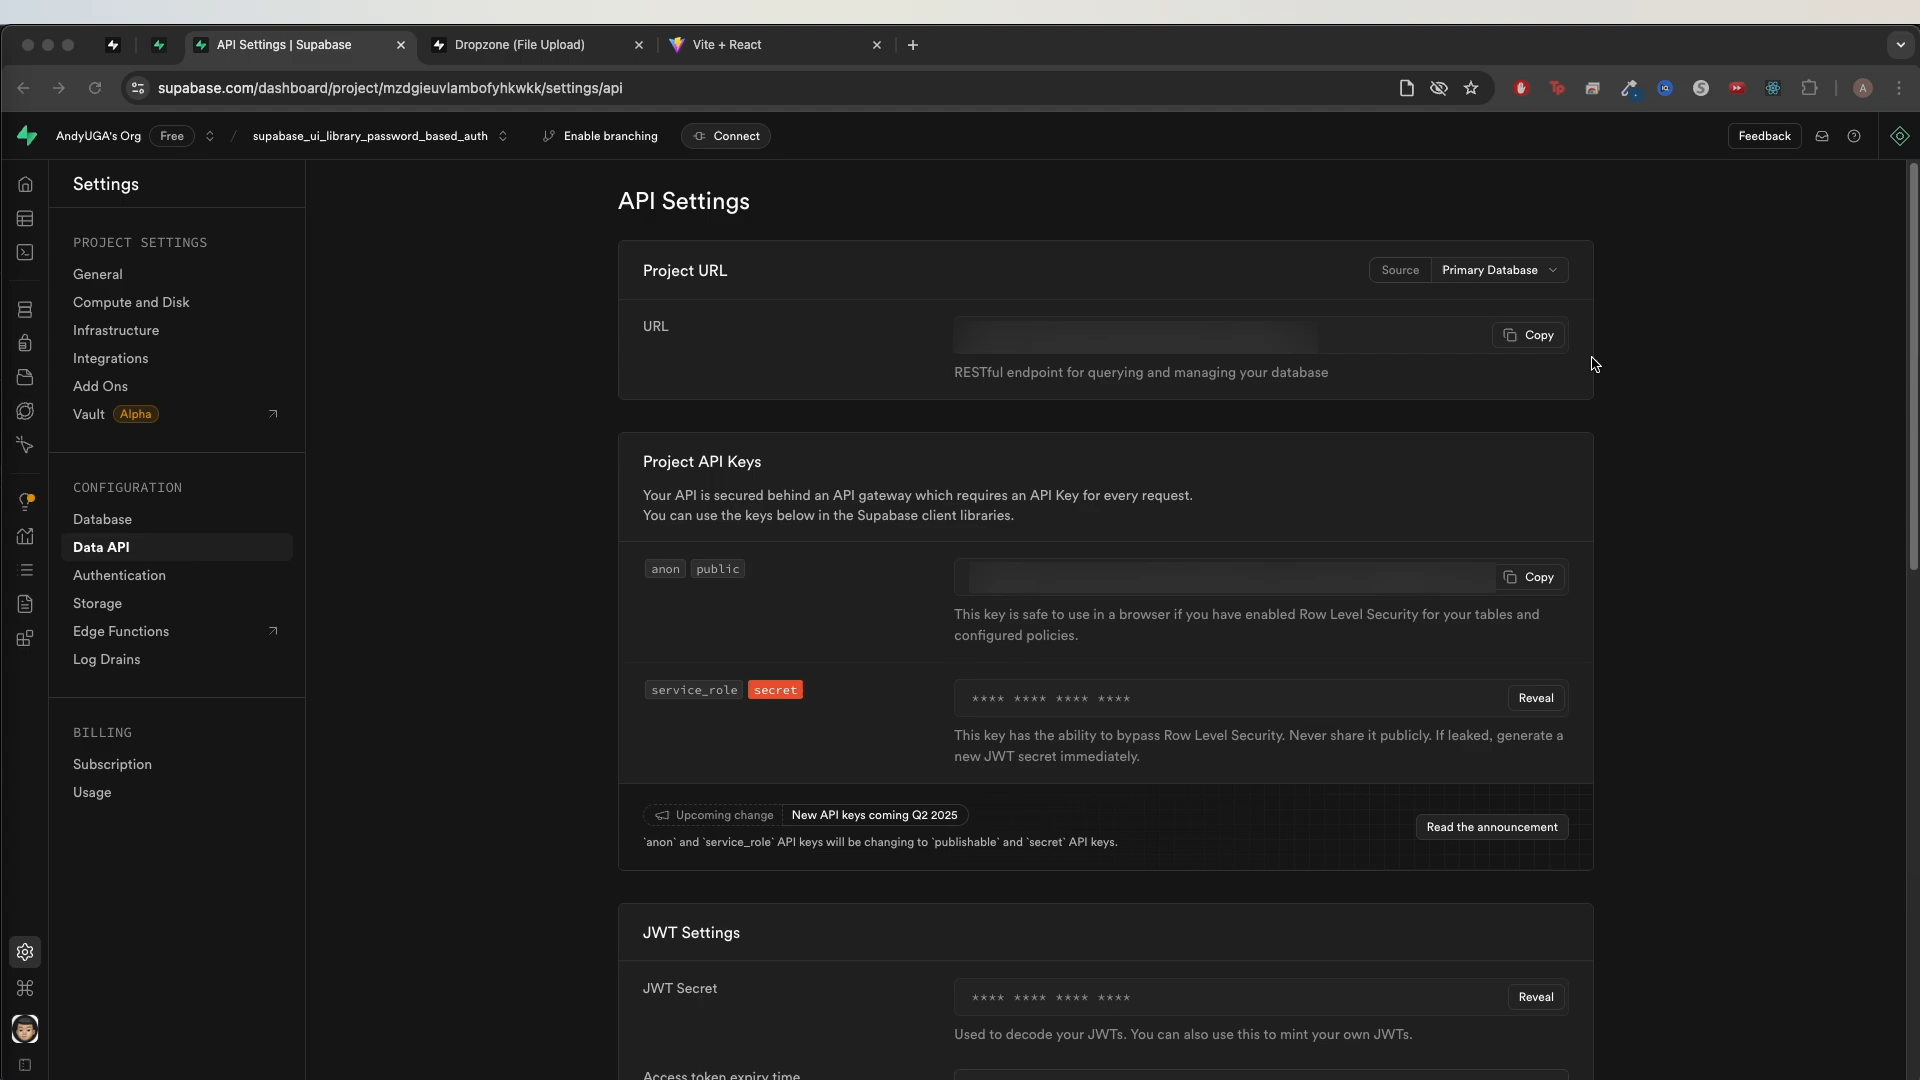 API Settings | Supabase
Dropzone (File Upload)
Vite + React
supabase.com/dashboard/project/mzdgieuvlambofyhkwkk/settings/api
AndyUGA's Org Free / supabase_ui_library_password_based_auth Enable branching Connect
Feedback
Settings
PROJECT SETTINGS
General
Compute and Disk
Infrastructure
Integrations
Add Ons
Vault Alpha
CONFIGURATION
Database
Data API
Authentication
Storage
Edge Functions
Log Drains
BILLING
Subscription
Usage
API Settings
Project URL
Source Primary Database
URL
Copy
RESTful endpoint for querying and managing your database
Project API Keys
Your API is secured behind an API gateway which requires an API Key for every request.
You can use the keys below in the Supabase client libraries.
anon public
Copy
This key is safe to use in a browser if you have enabled Row Level Security for your tables and
configured policies.
service_role secret
**** **** **** ****
Reveal
This key has the ability to bypass Row Level Security. Never share it publicly. If leaked, generate a
new JWT secret immediately.
Upcoming change New API keys coming Q2 2025
`anon` and `service_role` API keys will be changing to `publishable` and `secret` API keys.
Read the announcement
JWT Settings
JWT Secret
**** **** **** ****
Reveal
Used to decode your JWTs. You can also use this to mint your own JWTs.
Access token expiry time